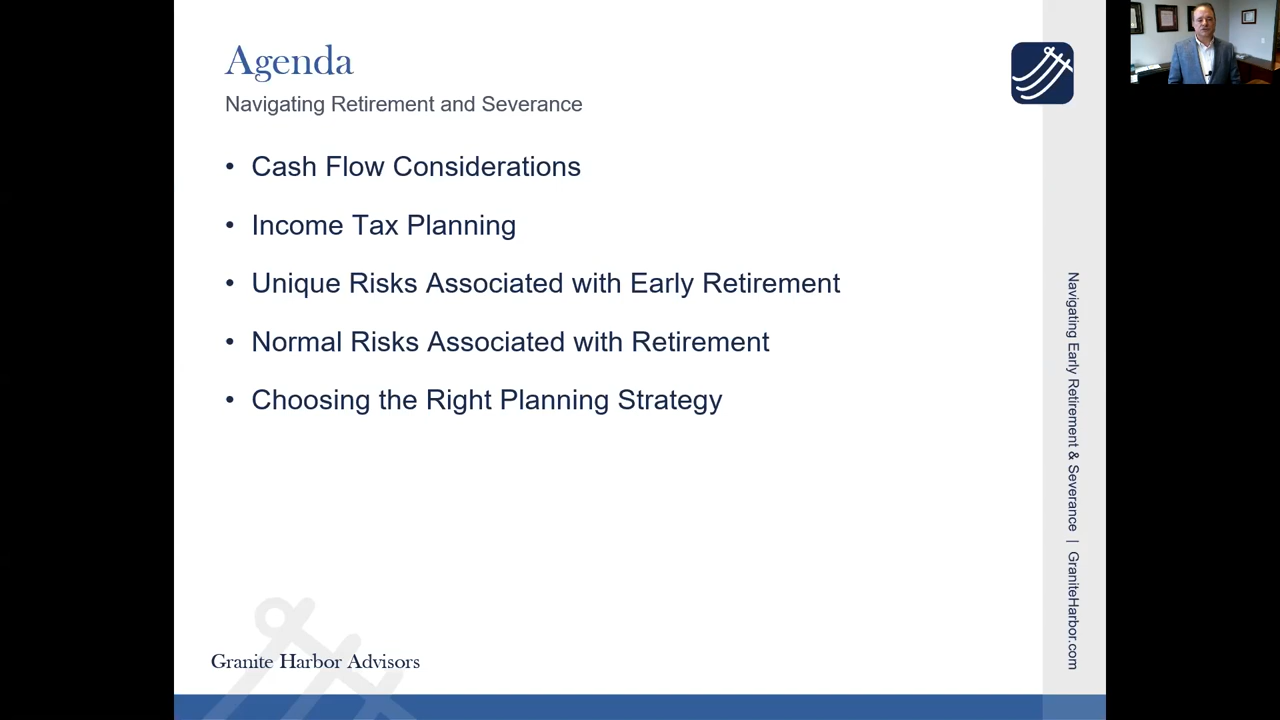 Agenda
Navigating Retirement and Severance
• Cash Flow Considerations
• Income Tax Planning
• Unique Risks Associated with Early Retirement
• Normal Risks Associated with Retirement
• Choosing the Right Planning Strategy
Navigating Early Retirement & Severance | GraniteHarbor.com
Granite Harbor Advisors